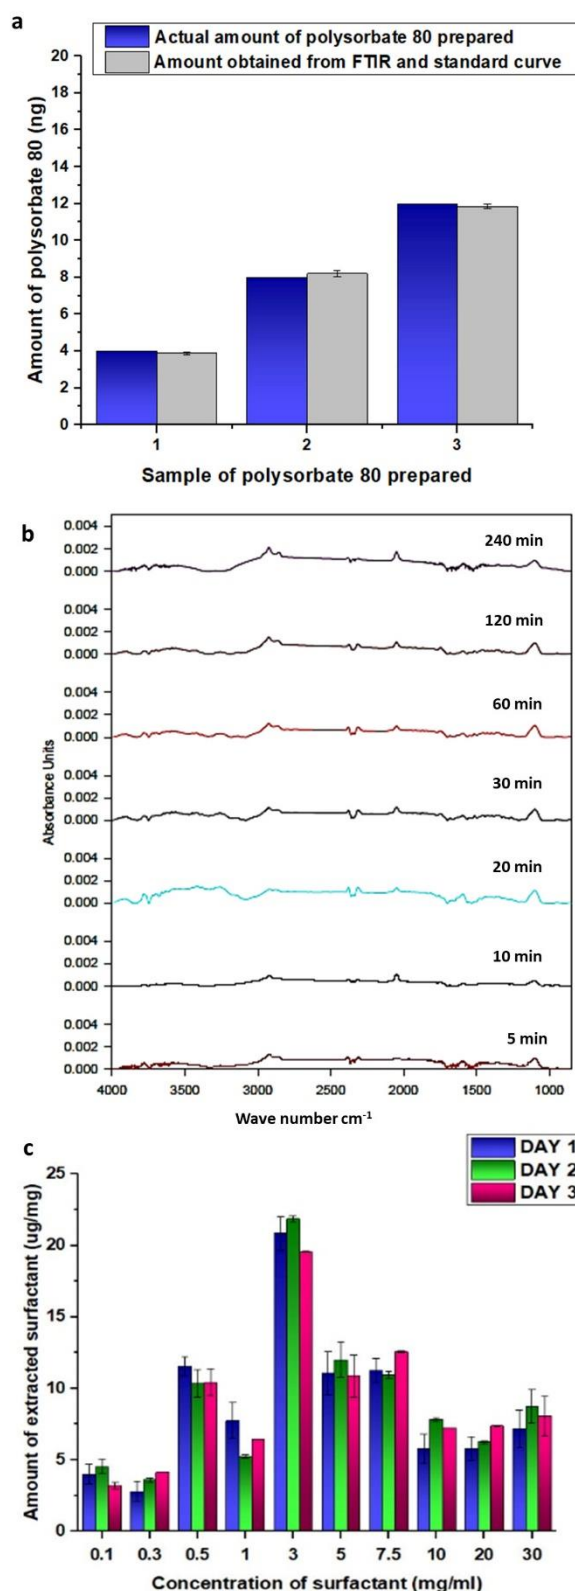 a
Actual amount of polysorbate 80 prepared
Amount obtained from FTIR and standard curve
Amount of polysorbate 80 (ng)
20
18
16
14
12
10
8
6
4
2
0
1 2 3
Sample of polysorbate 80 prepared
b
Absorbance Units
0.004
0.002
0.000
240 min
0.004
0.002
0.000
120 min
0.004
0.002
0.000
60 min
0.004
0.002
0.000
30 min
0.004
0.002
0.000
20 min
0.004
0.002
0.000
10 min
0.004
0.002
0.000
5 min
4000 3500 3000 2500 2000 1500 1000
Wave number cm-1
c
DAY 1
DAY 2
DAY 3
Amount of extracted surfactant (ug/mg)
25
20
15
10
5
0
0.1 0.3 0.5 1 3 5 7.5 10 20 30
Concentration of surfactant (mg/ml)